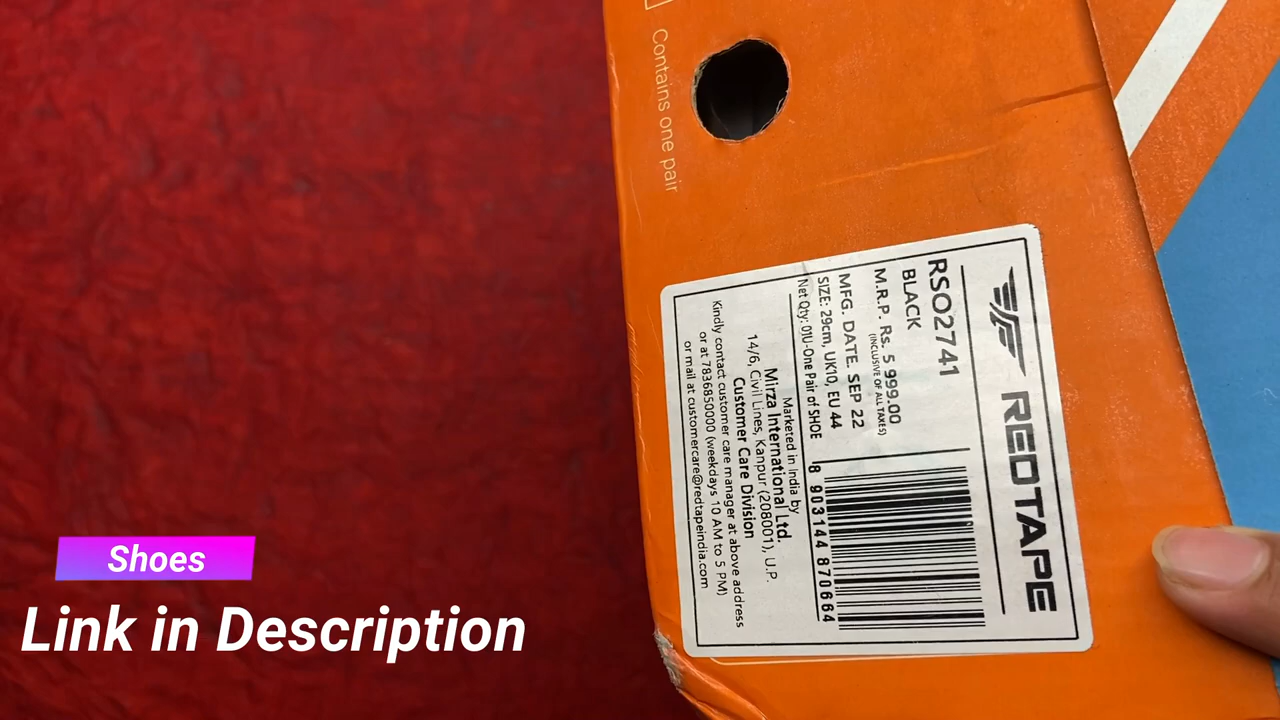 Contains one pair
REDTAPE
RSO2741
BLACK
M.R.P. Rs. 5 999.00
(INCLUSIVE OF ALL TAXES)
MFG. DATE. SEP 22
SIZE: 29cm, UK10, EU 44
Net Qty: 01U-One Pair of SHOE
8 903144 870664
Marketed in India by
Mirza International Ltd.
14/6, Civil Lines, Kanpur (208001), U.P.
Customer Care Division
Kindly contact customer care manager at above address
or at 7836850000 (weekdays 10 AM to 5 PM)
or mail at customercare@redtapeindia.com
Shoes
Link in Description